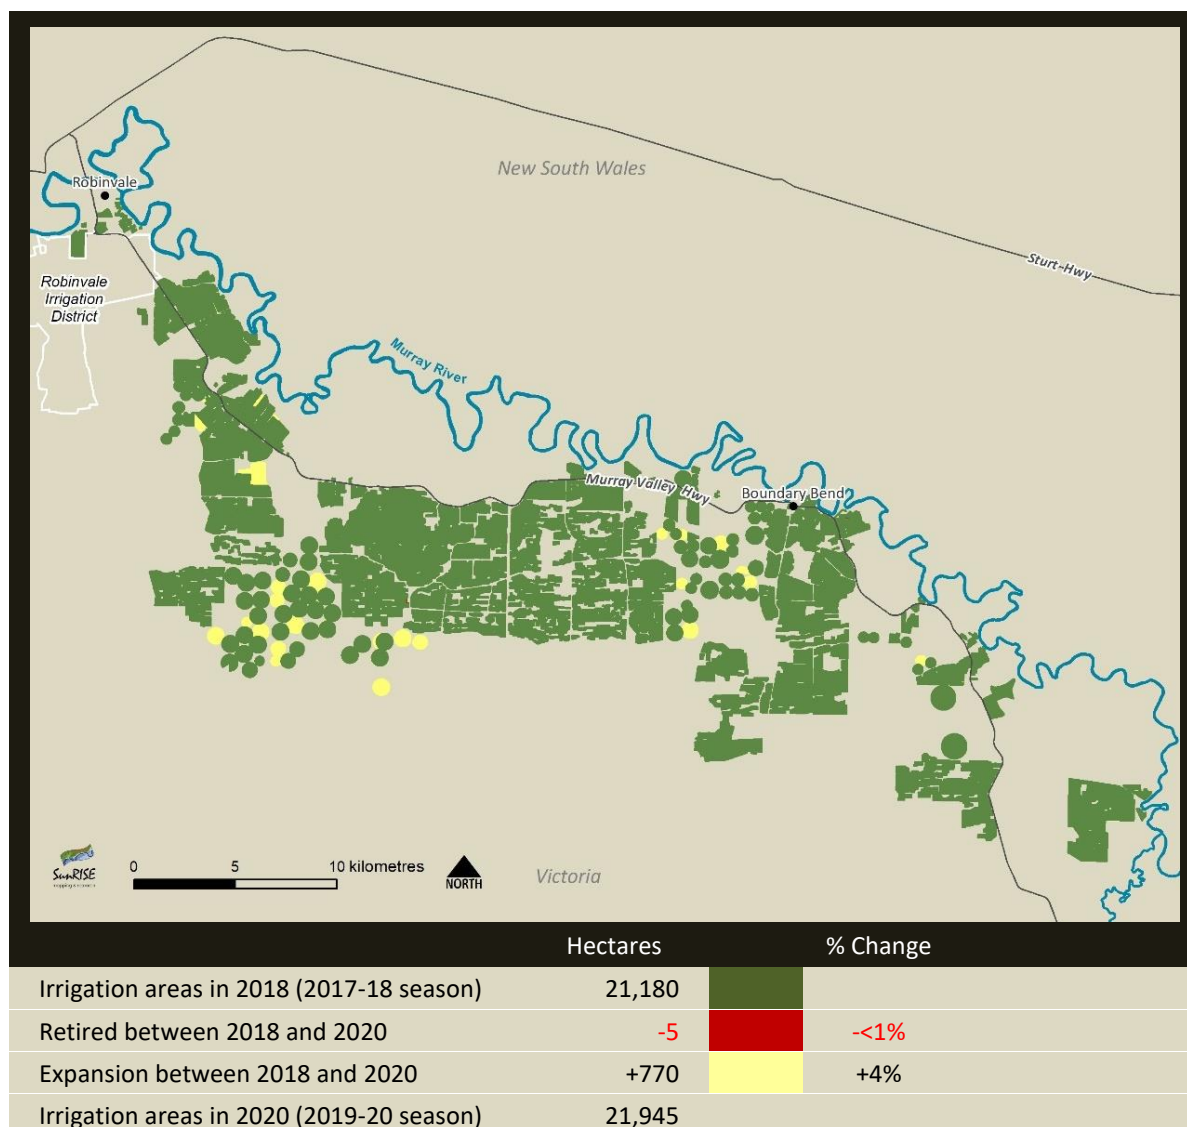 New South Wales
Robinvale
Sturt Hwy
Robinvale
Irrigation
District
Murray River
Murray Valley Hwy
Boundary Bend
0 5 10 kilometres
SunRISE
NORTH
Victoria
Hectares % Change
Irrigation areas in 2018 (2017-18 season) 21,180
Retired between 2018 and 2020 -5 -<1%
Expansion between 2018 and 2020 +770 +4%
Irrigation areas in 2020 (2019-20 season) 21,945